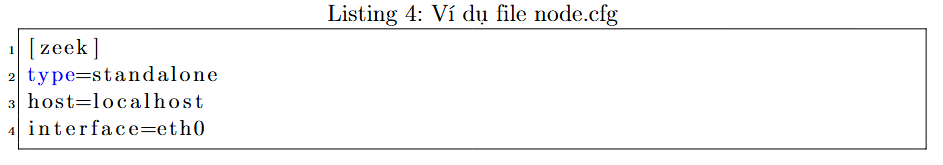 Listing 4: Ví dụ file node.cfg
1 [zeek]
2 type=standalone
3 host=localhost
4 interface=eth0